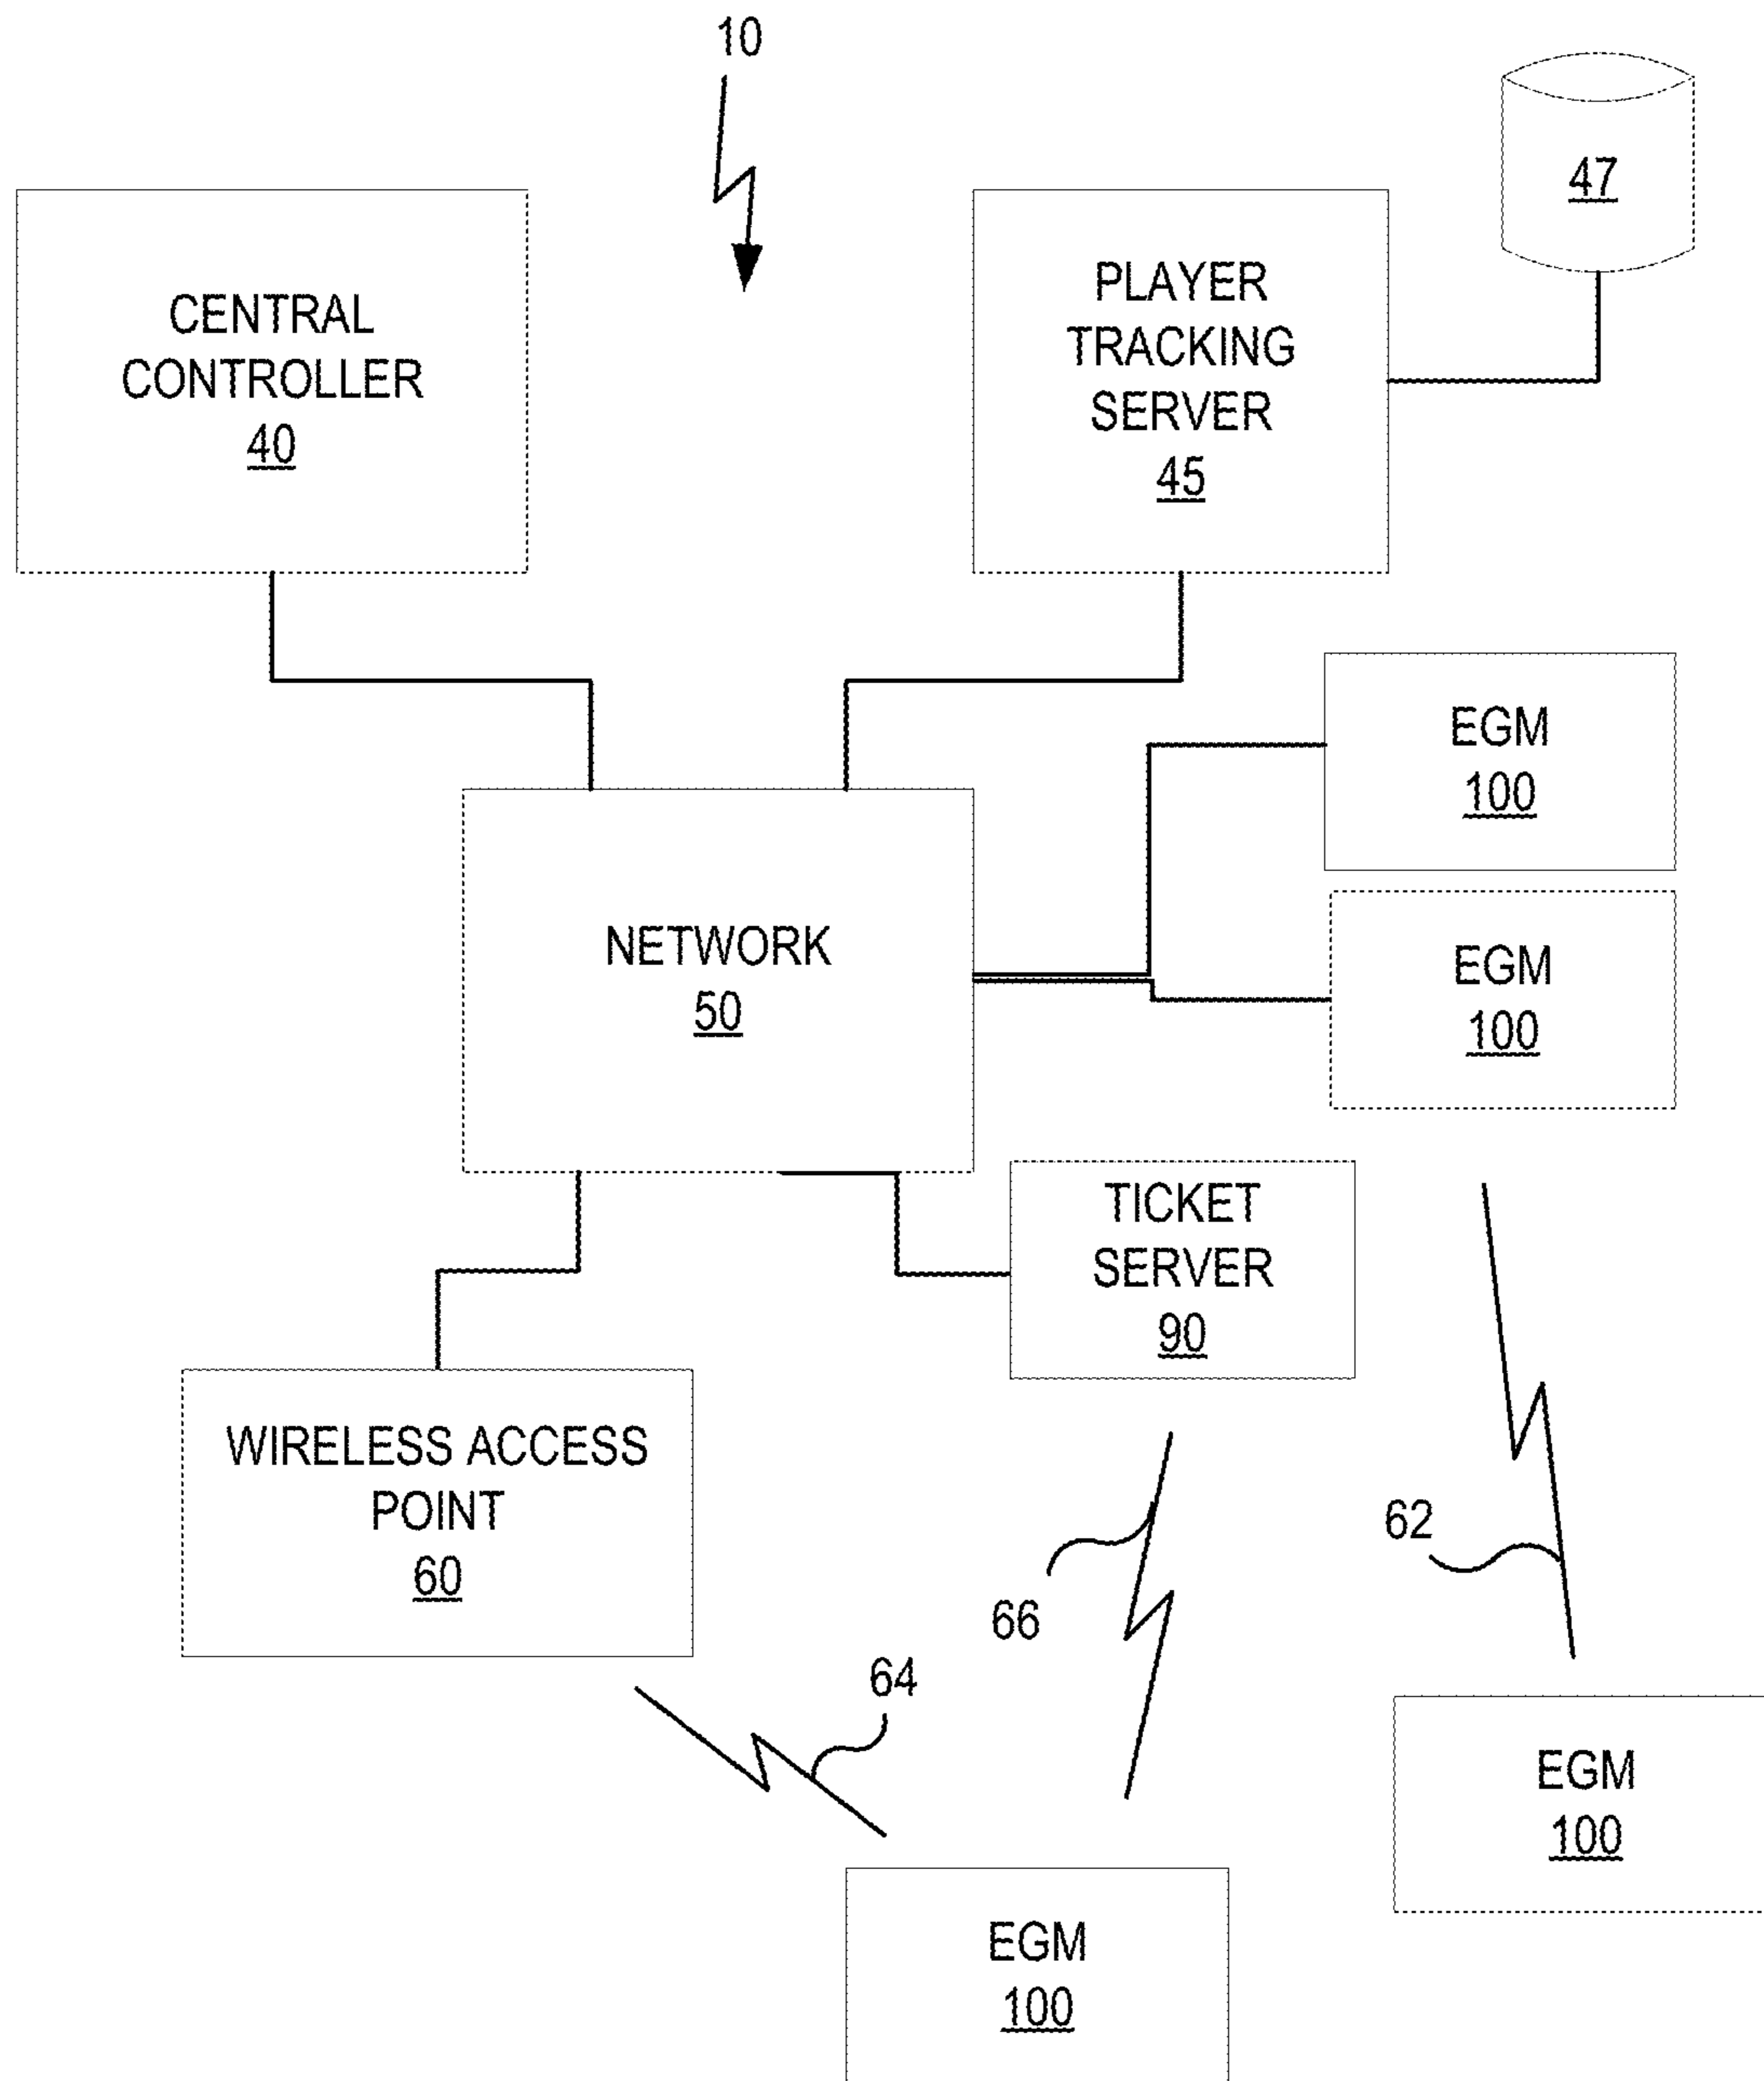 10
47
CENTRAL
CONTROLLER
40
PLAYER
TRACKING
SERVER
45
EGM
100
NETWORK
50
EGM
100
TICKET
SERVER
90
WIRELESS ACCESS
POINT
60
66
62
64
EGM
100
EGM
100